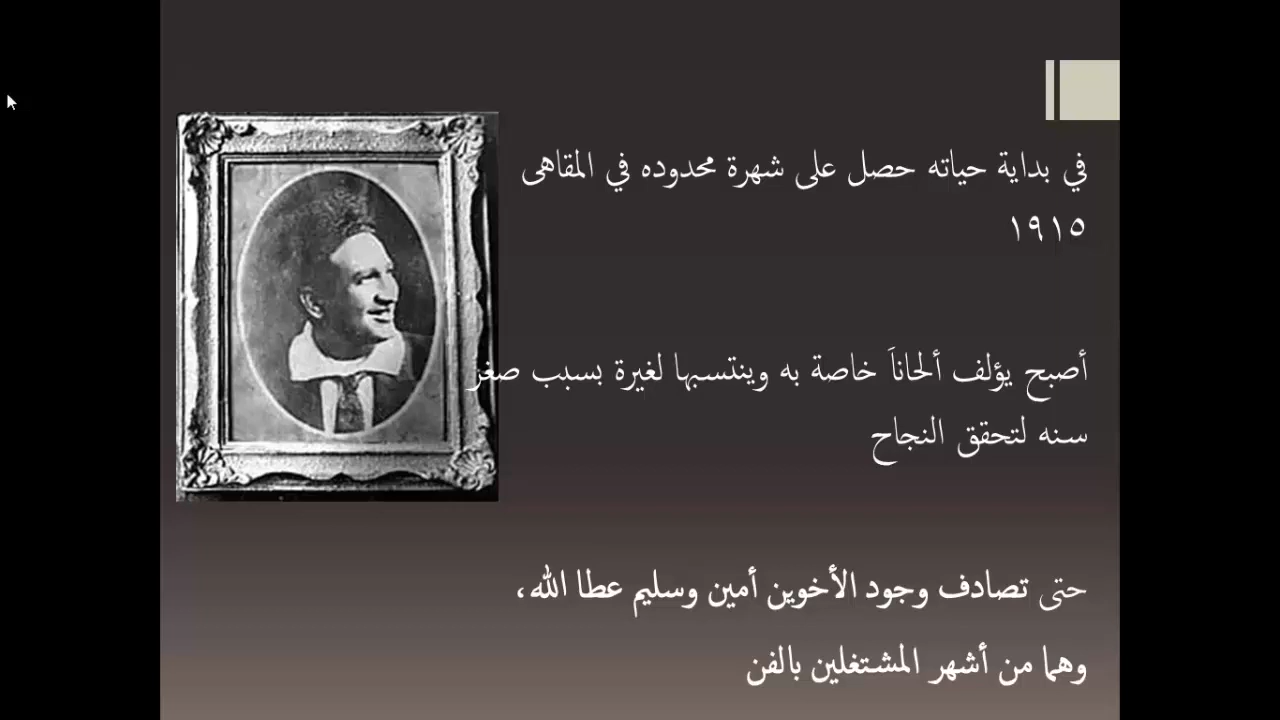 في بداية حياته حصل على شهرة محدوده في المقاهى
١٩١٥
أصبح يؤلف ألحاناَ خاصة به وينتسبها لغيرة بسبب صغر
سنه لتحقق النجاح
حتى تصادف وجود الأخوين أمين وسليم عطا الله،
وهما من أشهر المشتغلين بالفن